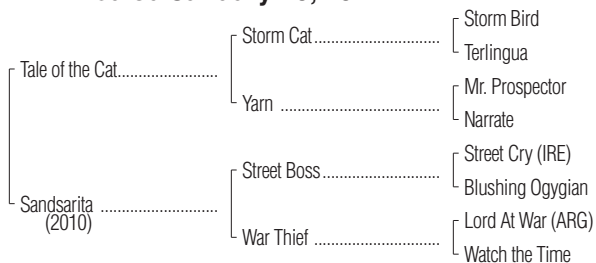 Storm Bird
Storm Cat
Terlingua
Tale of the Cat
Mr. Prospector
Yarn
Narrate
Street Cry (IRE)
Street Boss
Blushing Ogygian
Sandsarita
(2010)
Lord At War (ARG)
War Thief
Watch the Time